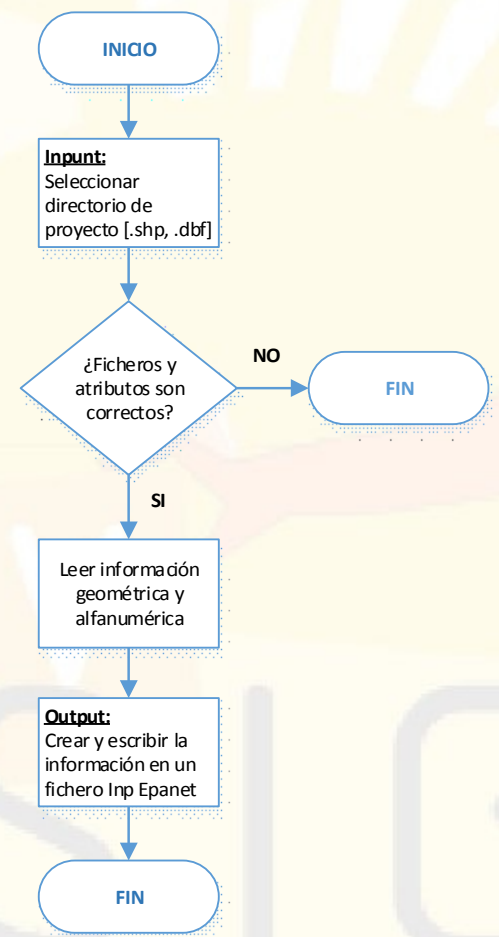 INICIO
Inpunt:
Seleccionar
directorio de
proyecto [.shp, .dbf]
¿Ficheros y
atributos son
correctos?
NO
FIN
SI
Leer información
geométrica y
alfanumérica
Output:
Crear y escribir la
información en un
fichero Inp Epanet
FIN